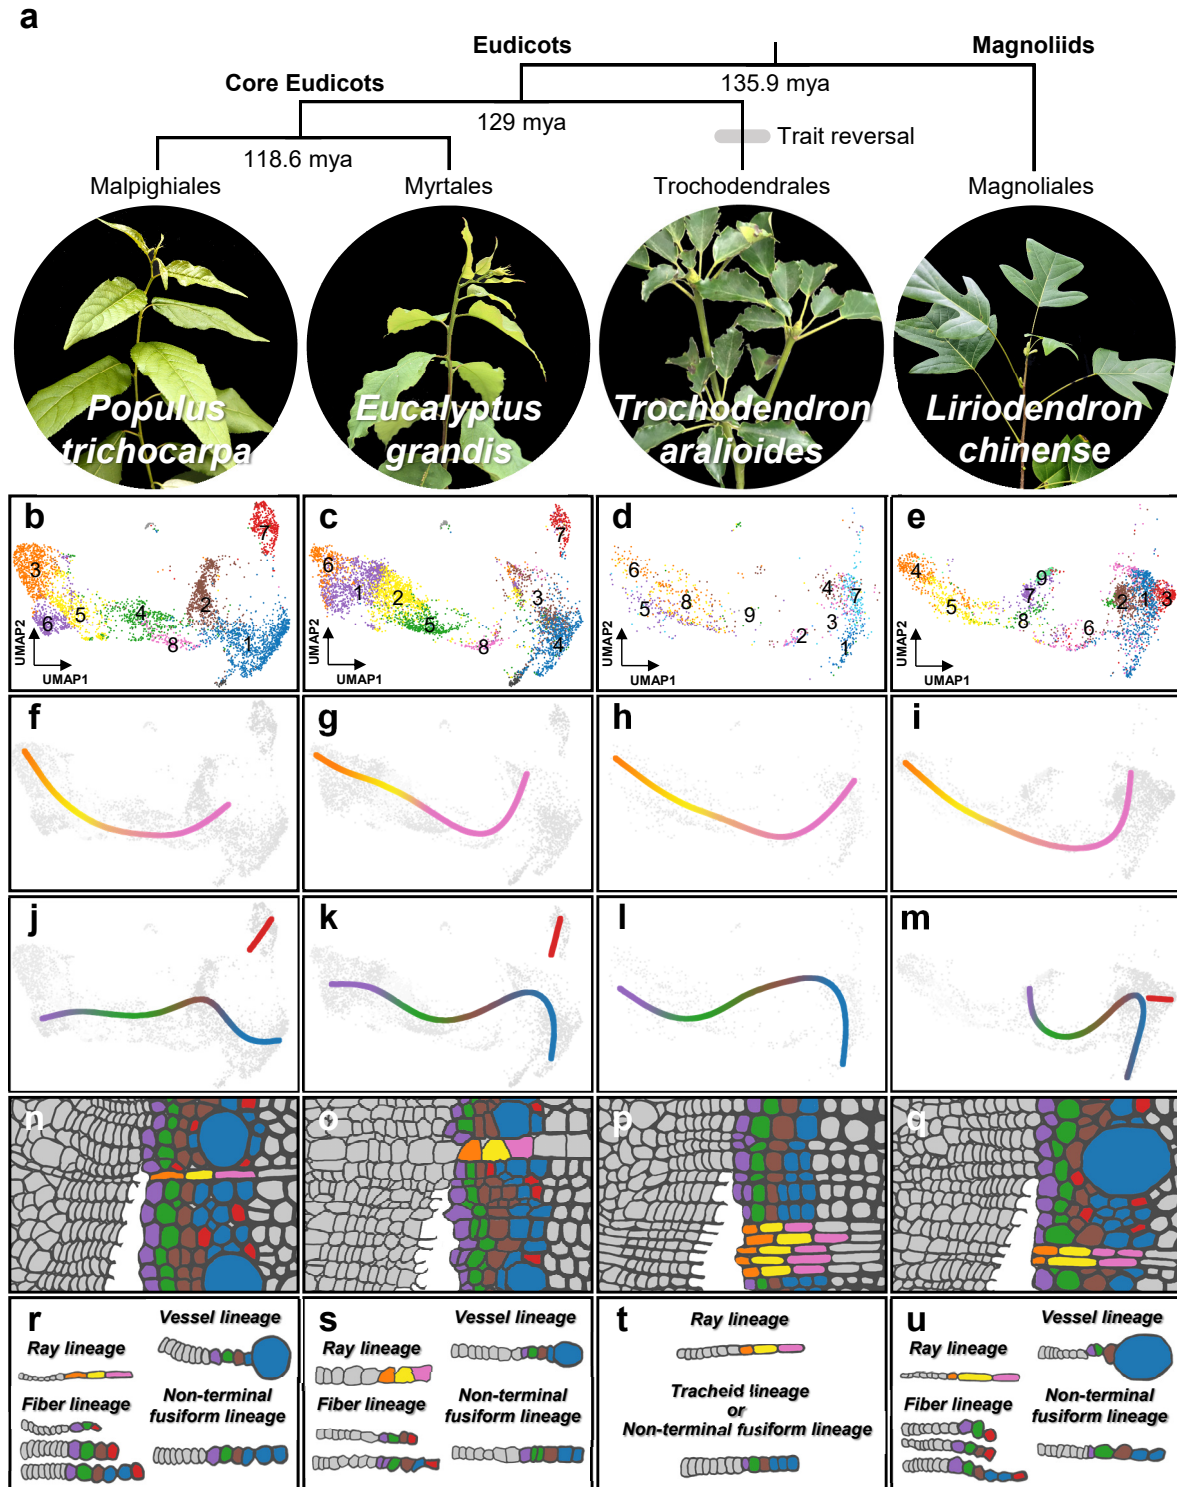 a
Eudicots
Magnoliids
Core Eudicots
135.9 mya
129 mya
Trait reversal
118.6 mya
Malpighiales
Myrtales
Trochodendrales
Magnoliales
Populus
trichocarpa
Eucalyptus
grandis
Trochodendron
aralioides
Liriodendron
chinense
b
7
3
2
4
5
6
8
1
UMAP2
UMAP1
c
7
6
1
2
3
5
8
4
UMAP2
UMAP1
d
6
4
7
5
8
9
3
2
1
UMAP2
UMAP1
e
4
9
7
2
1
3
5
8
6
UMAP2
UMAP1
f
g
h
i
j
k
l
m
n
o
p
q
r
Vessel lineage
Ray lineage
Fiber lineage
Non-terminal
fusiform lineage
s
Vessel lineage
Ray lineage
Fiber lineage
Non-terminal
fusiform lineage
t
Ray lineage
Tracheid lineage
or
Non-terminal fusiform lineage
u
Vessel lineage
Ray lineage
Fiber lineage
Non-terminal
fusiform lineage